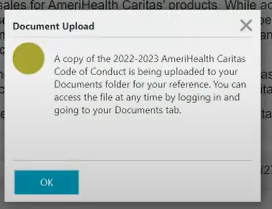 sales for AmeriHealth Caritas' products. While ac
Document Upload
A copy of the 2022-2023 AmeriHealth Caritas
Code of Conduct is being uploaded to your
Documents folder for your reference. You can
access the file at any time by logging in and
going to your Documents tab.
OK